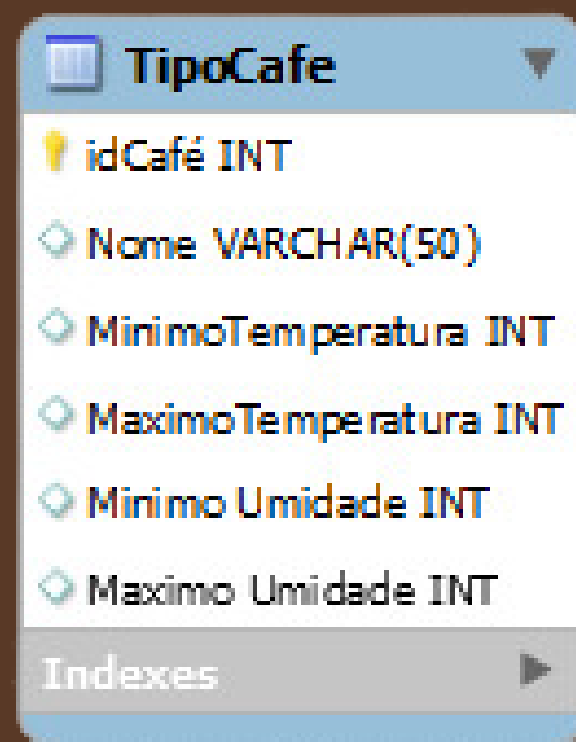 TipoCafe
idCafé INT
Nome VARCHAR(50)
MinimoTemperatura INT
MaximoTemperatura INT
Minimo Umidade INT
Maximo Umidade INT
Indexes